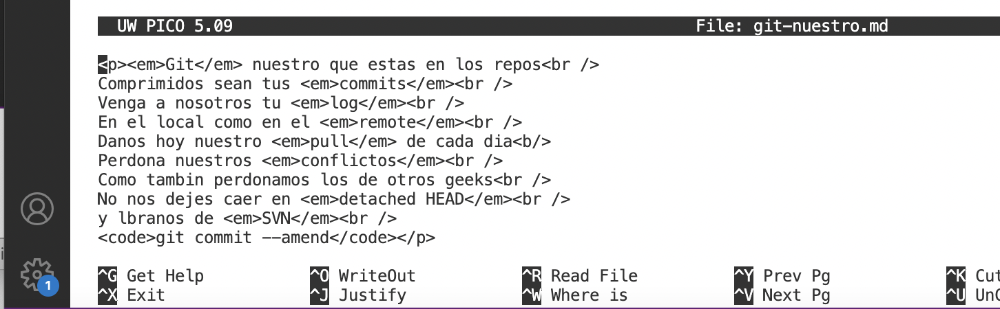 UW PICO 5.09 File: git-nuestro.md
<p><em>Git</em> nuestro que estas en los repos<br />
Comprimidos sean tus <em>commits</em><br />
Venga a nosotros tu <em>log</em><br />
En el local como en el <em>remote</em><br />
Danos hoy nuestro <em>pull</em> de cada dia<b/>
Perdona nuestros <em>conflictos</em><br />
Como tambin perdonamos los de otros geeks<br />
No nos dejes caer en <em>detached HEAD</em><br />
y lbranos de <em>SVN</em><br />
<code>git commit --amend</code></p>
^G Get Help ^O WriteOut ^R Read File ^Y Prev Pg ^K Cut
^X Exit ^J Justify ^W Where is ^V Next Pg ^U Un
1